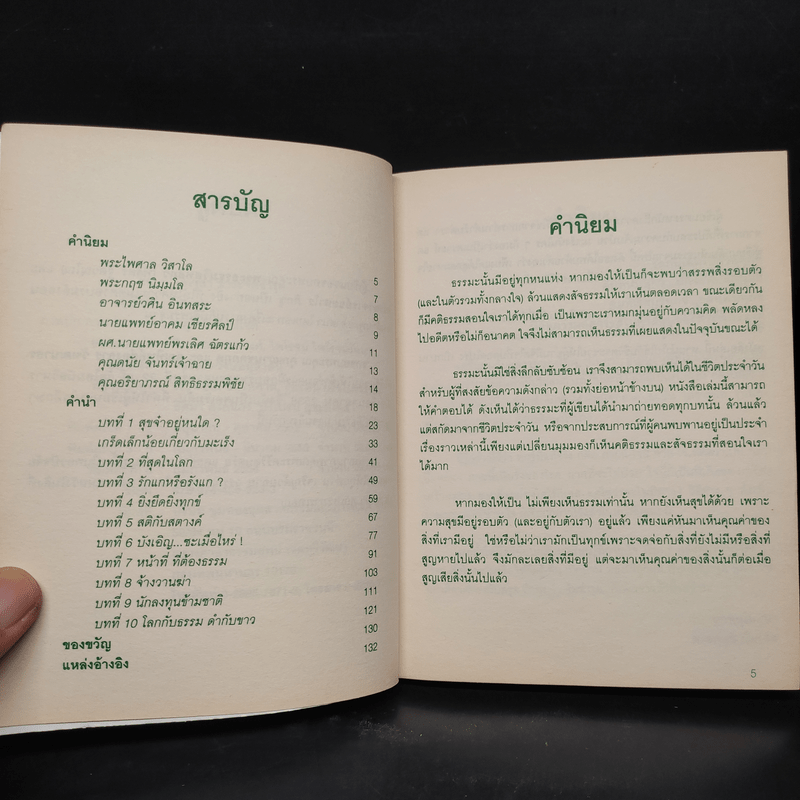 สารบัญ
คำนิยม
พระไพศาล วิสาโล 5
พระกฤช นิมฺมโล 7
อาจารย์วศิน อินทสระ 8
นายแพทย์อาคม เชียรศิลป์ 9
ผศ.นายแพทย์พรเลิศ ฉัตรแก้ว 11
คุณดนัย จันทร์เจ้าฉาย 13
คุณอริยาภรณ์ สิทธิธรรมพิชัย 14
คำนำ 18
บทที่ 1 สุขจำอยู่หนใด ? 21
เกร็ดเล็กน้อยเกี่ยวกับมะเร็ง 33
บทที่ 2 ที่สุดในโลก 41
บทที่ 3 รักแกหรือรังแก ? 49
บทที่ 4 ยิ่งยึดยิ่งทุกข์ 59
บทที่ 5 สติกับสตางค์ 67
บทที่ 6 บังเอิญ...ซะเมื่อไหร่ ! 77
บทที่ 7 หน้าที่ ที่ต้องธรรม 91
บทที่ 8 จ้างวานฆ่า 103
บทที่ 9 นักลงทุนข้ามชาติ 111
บทที่ 10 โลกกับธรรม ดำกับขาว 121
ของขวัญ 130
แหล่งอ้างอิง 132
คำนิยม
ธรรมะนั้นมีอยู่ทุกหนแห่ง หากมองให้เป็นก็จะพบว่าสรรพสิ่งรอบตัว
(และในตัวรวมทั้งกลางใจ) ล้วนแสดงสัจธรรมให้เราเห็นตลอดเวลา ขณะเดียวกัน
ก็มีคติธรรมสอนใจเราได้ทุกเมื่อ เป็นเพราะเราหมกมุ่นอยู่กับความคิด พลัดหลง
ไปอดีตหรือไม่ก็อนาคต ใจจึงไม่สามารถเห็นธรรมที่เผยแสดงในปัจจุบันขณะได้
ธรรมะนั้นมิใช่สิ่งลึกลับซับซ้อน เราจึงสามารถพบเห็นได้ในชีวิตประจำวัน
สำหรับผู้ที่สงสัยข้อความดังกล่าว (รวมทั้งย่อหน้าข้างบน) หนังสือเล่มนี้สามารถ
ให้คำตอบได้ ดังเห็นได้ว่าธรรมะที่ผู้เขียนได้นำมาถ่ายทอดทุกบทนั้น ล้วนแล้ว
แต่สกัดมาจากชีวิตประจำวัน หรือจากประสบการณ์ที่ผู้คนพบพานอยู่เป็นประจำ
เรื่องราวเหล่านี้เพียงแต่เปลี่ยนมุมมองก็เห็นคติธรรมและสัจธรรมที่สอนใจเรา
ได้มาก
หากมองให้เป็น ไม่เพียงเห็นธรรมเท่านั้น หากยังเห็นสุขได้ด้วย เพราะ
ความสุขมีอยู่รอบตัว (และอยู่กับตัวเรา) อยู่แล้ว เพียงแค่หันมาเห็นคุณค่าของ
สิ่งที่เรามีอยู่ ใช่หรือไม่ว่าเรามักเป็นทุกข์เพราะจดจ่อกับสิ่งที่ยังไม่มีหรือสิ่งที่
สูญหายไปแล้ว จึงมักละเลยสิ่งที่มีอยู่ แต่จะมาเห็นคุณค่าของสิ่งนั้นก็ต่อเมื่อ
สูญเสียสิ่งนั้นไปแล้ว
5